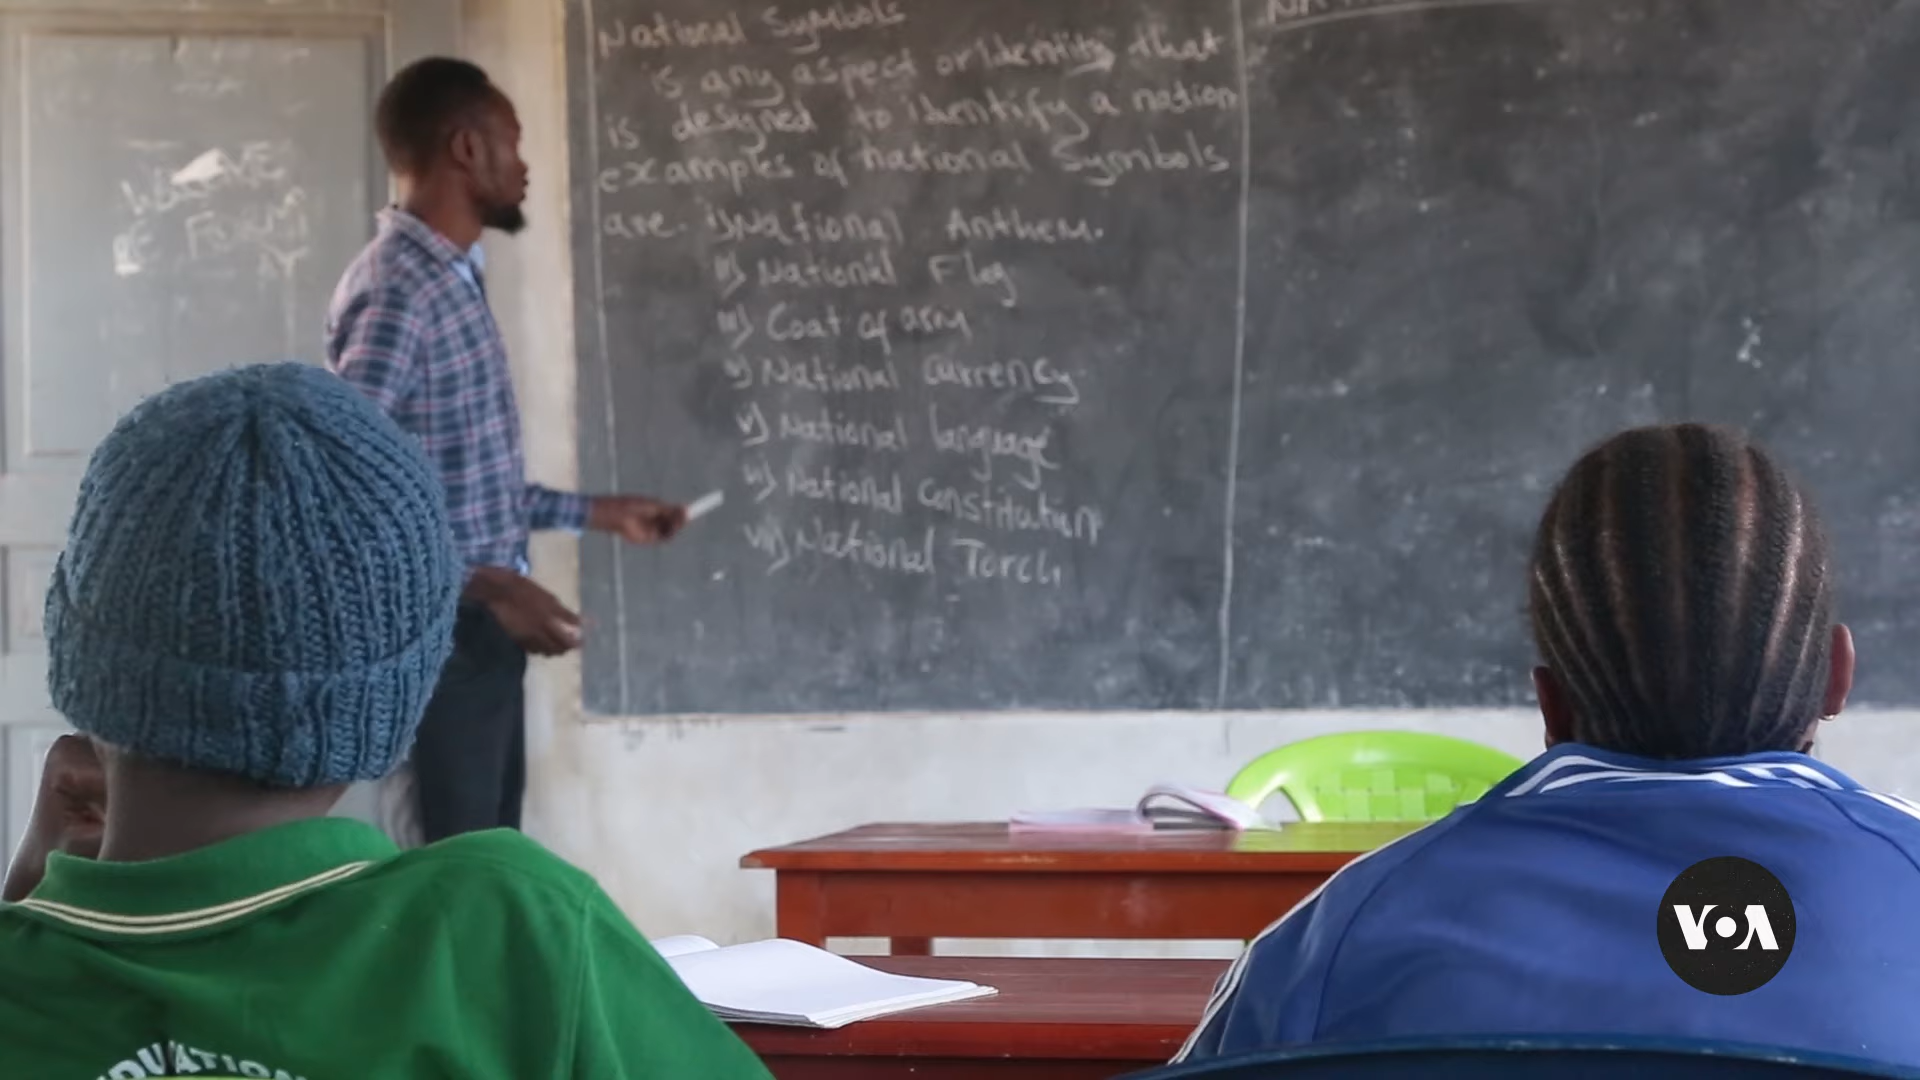 National Symbols
is any aspect or Identity that
is designed to identify a nation
examples of national Symbols
are. i) National Anthem.
ii) National Flag
iii) Coat of arm
iv) National currency
v) National language
vi) National Constitution
vii) National Torch
VOA